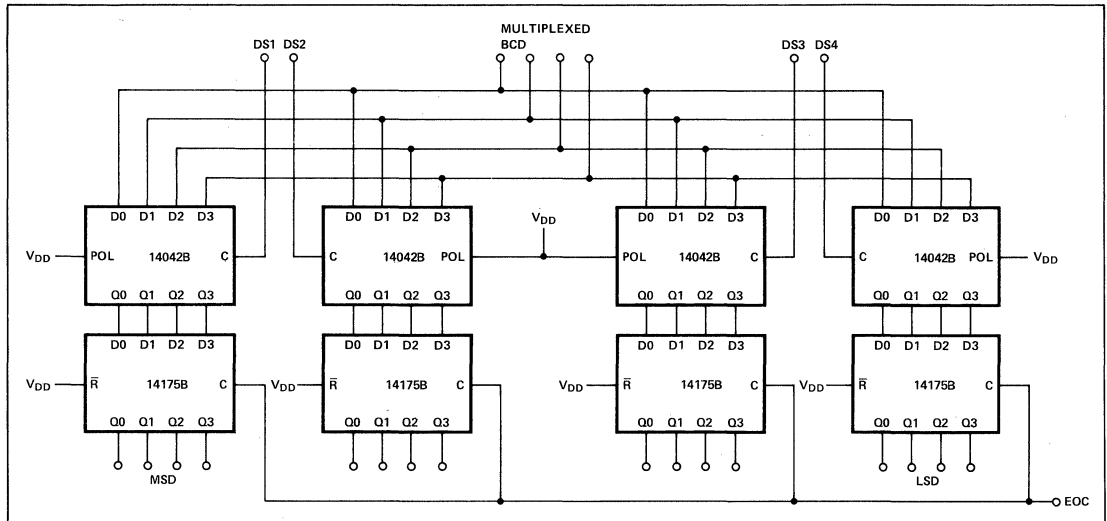 MULTIPLEXED
DS1 DS2 BCD DS3 DS4
D0 D1 D2 D3 D0 D1 D2 D3 VDD D0 D1 D2 D3 D0 D1 D2 D3
VDD POL 14042B C C 14042B POL POL 14042B C C 14042B POL VDD
Q0 Q1 Q2 Q3 Q0 Q1 Q2 Q3 Q0 Q1 Q2 Q3 Q0 Q1 Q2 Q3
D0 D1 D2 D3 D0 D1 D2 D3 D0 D1 D2 D3 D0 D1 D2 D3
VDD R̅ 14175B C VDD R̅ 14175B C VDD R̅ 14175B C VDD R̅ 14175B C
Q0 Q1 Q2 Q3 Q0 Q1 Q2 Q3 Q0 Q1 Q2 Q3 Q0 Q1 Q2 Q3
MSD LSD
EOC